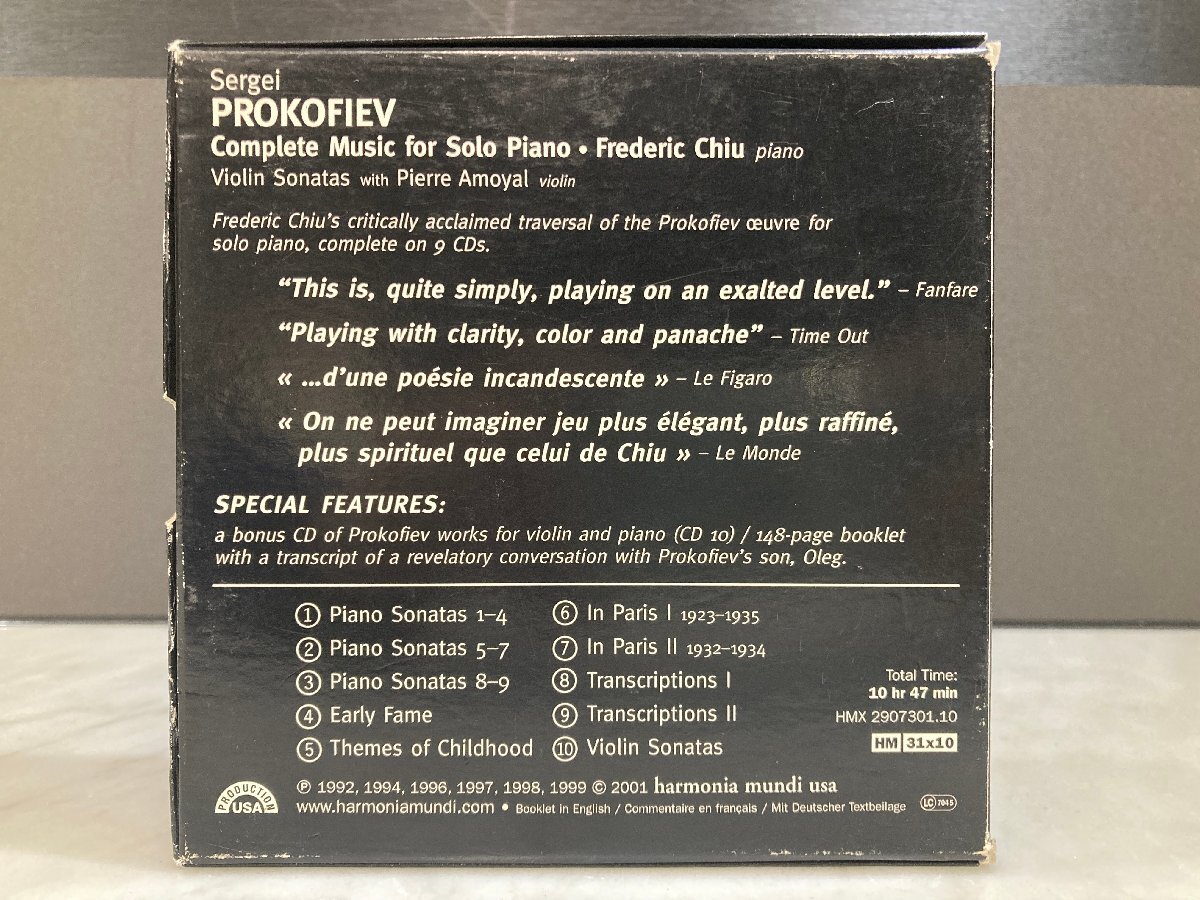 Sergei
PROKOFIEV
Complete Music for Solo Piano • Frederic Chiu piano
Violin Sonatas with Pierre Amoyal violin
Frederic Chiu's critically acclaimed traversal of the Prokofiev œuvre for
solo piano, complete on 9 CDs.
“This is, quite simply, playing on an exalted level.” – Fanfare
“Playing with clarity, color and panache” – Time Out
« ...d'une poésie incandescente » – Le Figaro
« On ne peut imaginer jeu plus élégant, plus raffiné,
plus spirituel que celui de Chiu » – Le Monde
SPECIAL FEATURES:
a bonus CD of Prokofiev works for violin and piano (CD 10) / 148-page booklet
with a transcript of a revelatory conversation with Prokofiev's son, Oleg.
① Piano Sonatas 1–4
② Piano Sonatas 5–7
③ Piano Sonatas 8–9
④ Early Fame
⑤ Themes of Childhood
⑥ In Paris I 1923–1935
⑦ In Paris II 1932–1934
⑧ Transcriptions I
⑨ Transcriptions II
⑩ Violin Sonatas
Total Time:
10 hr 47 min
HMX 2907301.10
HM 31x10
PRODUCTION
USA
℗ 1992, 1994, 1996, 1997, 1998, 1999 © 2001 harmonia mundi usa
www.harmoniamundi.com • Booklet in English / Commentaire en français / Mit Deutscher Textbeilage
LC 7045